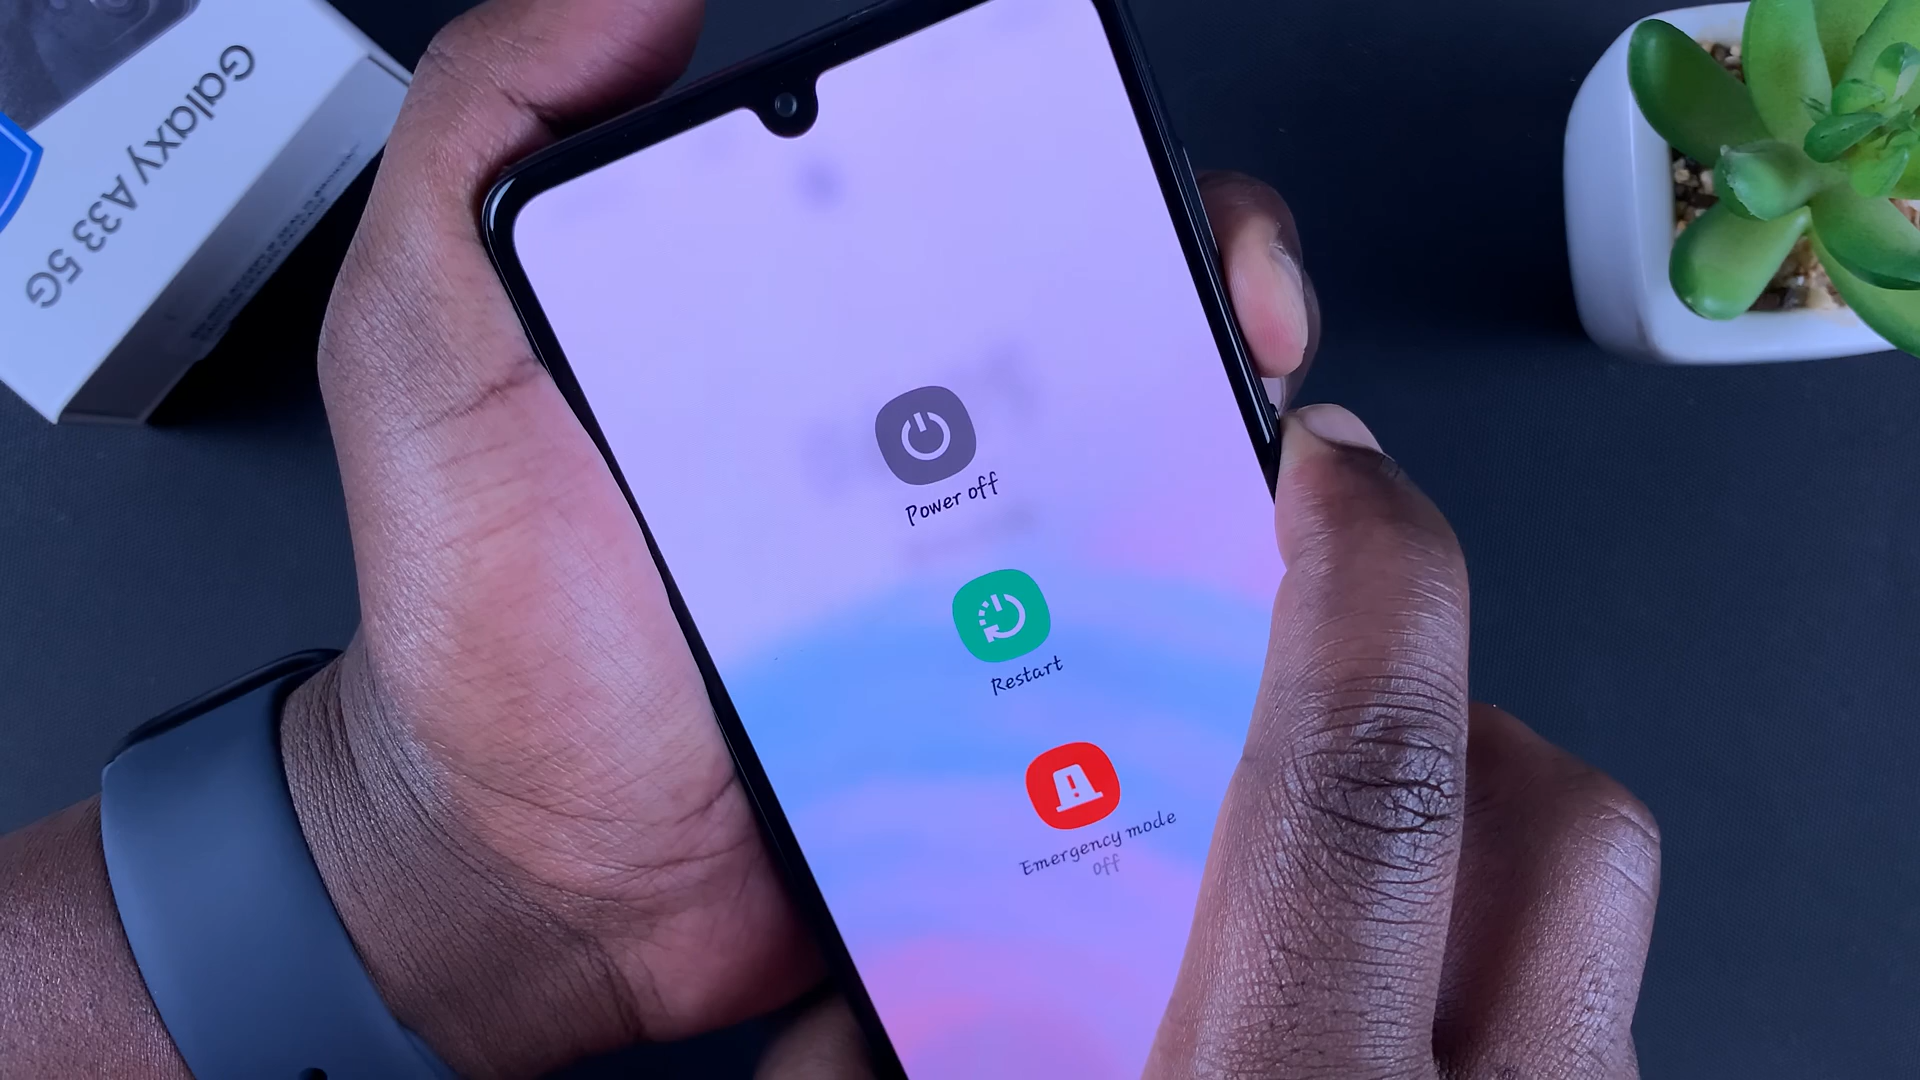 Galaxy A33 5G
Power off
Restart
Emergency mode
off